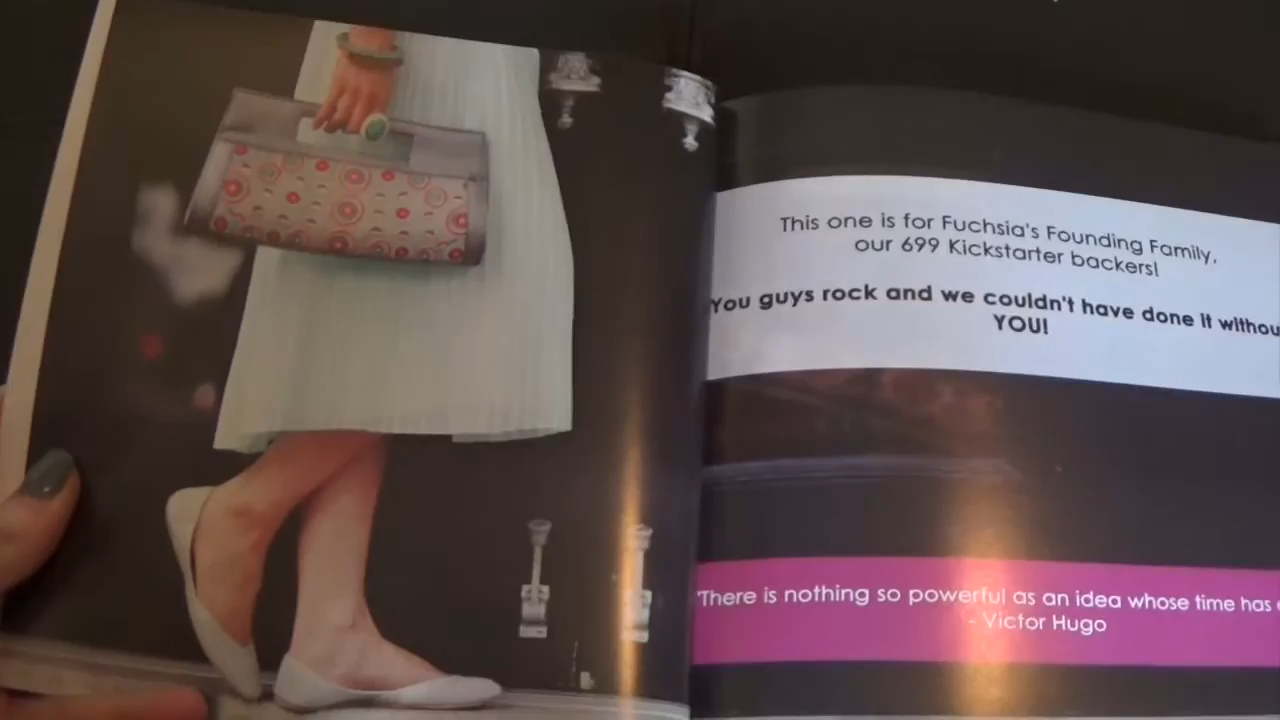 This one is for Fuchsia's Founding Family,
our 699 Kickstarter backers!
You guys rock and we couldn't have done it withou
YOU!
"There is nothing so powerful as an idea whose time has
- Victor Hugo